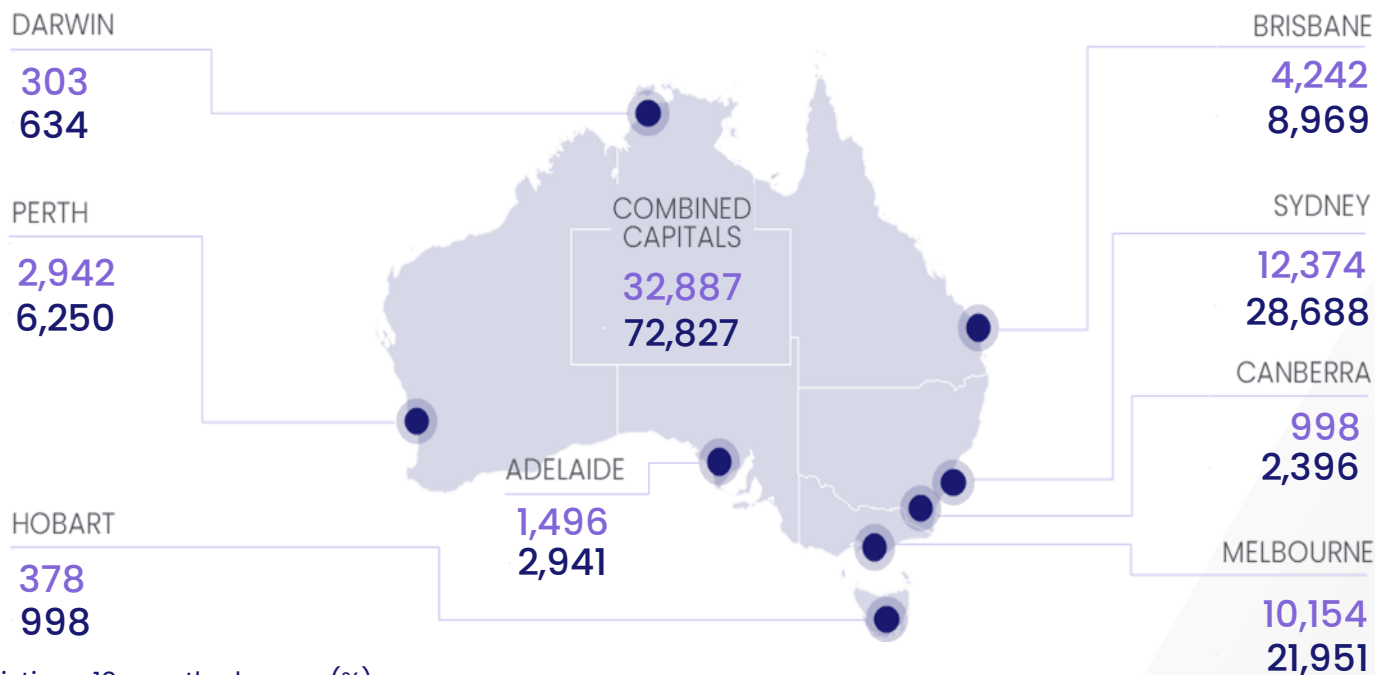 DARWIN
303
634
PERTH
2,942
6,250
HOBART
378
998
COMBINED
CAPITALS
32,887
72,827
ADELAIDE
1,496
2,941
BRISBANE
4,242
8,969
SYDNEY
12,374
28,688
CANBERRA
998
2,396
MELBOURNE
10,154
21,951
(%)